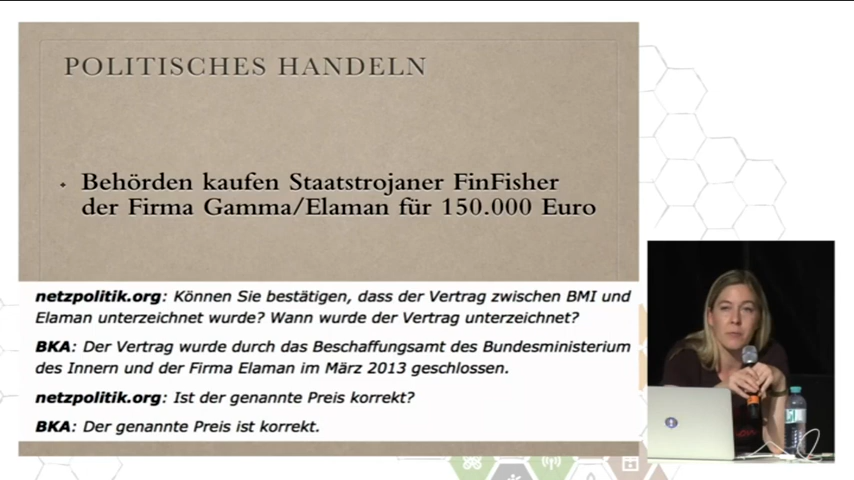 POLITISCHES HANDELN
Behörden kaufen Staatstrojaner FinFisher
der Firma Gamma/Elaman für 150.000 Euro
netzpolitik.org: Können Sie bestätigen, dass der Vertrag zwischen BMI und
Elaman unterzeichnet wurde? Wann wurde der Vertrag unterzeichnet?
BKA: Der Vertrag wurde durch das Beschaffungsamt des Bundesministerium
des Innern und der Firma Elaman im März 2013 geschlossen.
netzpolitik.org: Ist der genannte Preis korrekt?
BKA: Der genannte Preis ist korrekt.